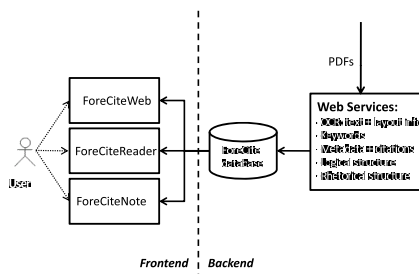 PDFs
ForeCiteWeb
ForeCiteReader
ForeCiteNote
User
ForeCite
database
Web Services:
· OCR text + layout info
· Keywords
· Metadata + citations
· Logical structure
· Rhetorical structure
Frontend
Backend